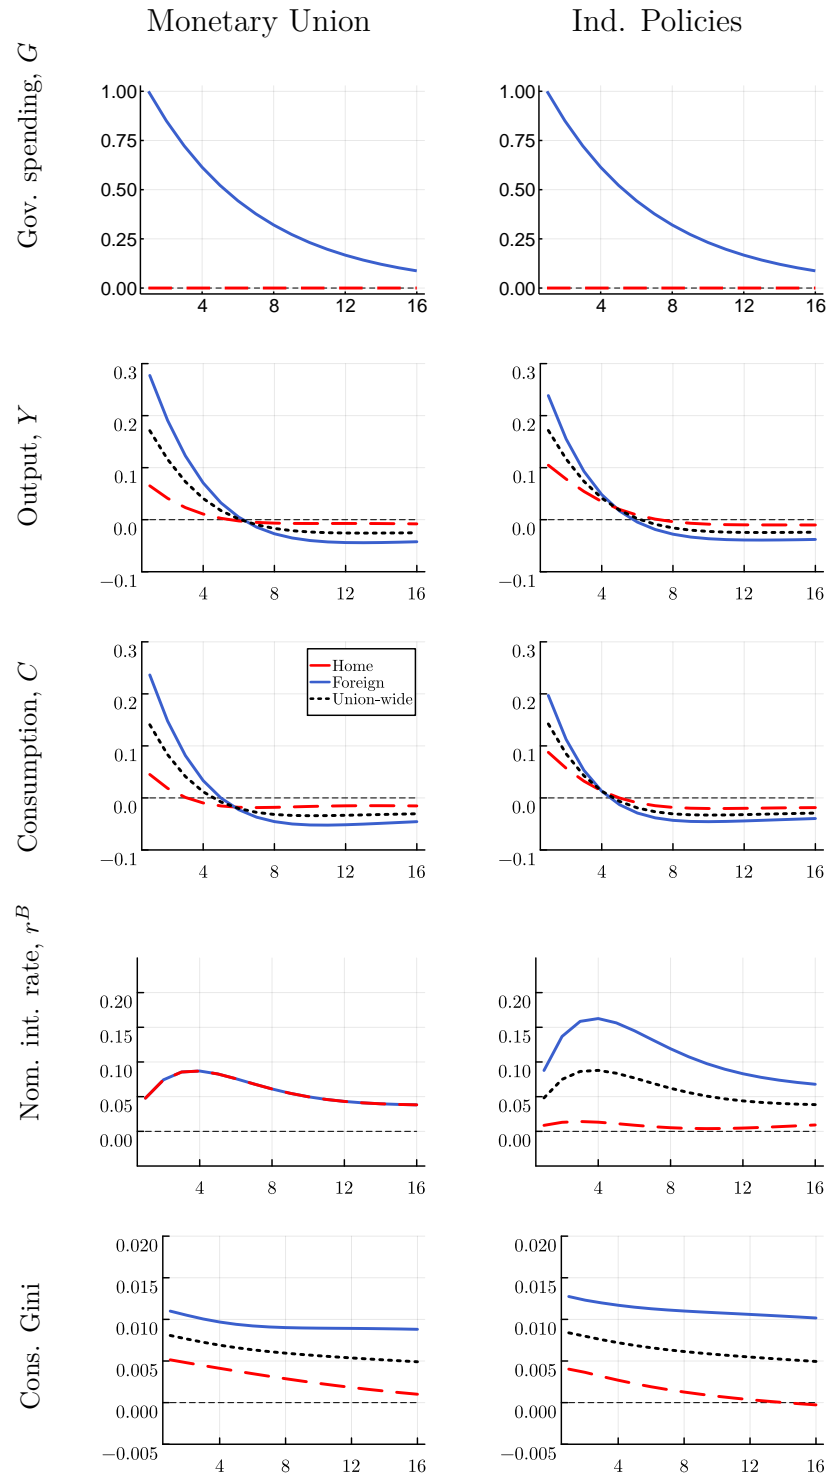 Monetary Union
Ind. Policies
Gov. spending, G
1.00
0.75
0.50
0.25
0.00
4 8 12 16
1.00
0.75
0.50
0.25
0.00
4 8 12 16
Output, Y
0.3
0.2
0.1
0.0
−0.1
4 8 12 16
0.3
0.2
0.1
0.0
−0.1
4 8 12 16
Consumption, C
0.3
0.2
0.1
0.0
−0.1
4 8 12 16
Home
Foreign
Union-wide
0.3
0.2
0.1
0.0
−0.1
4 8 12 16
Nom. int. rate, r^B
0.20
0.15
0.10
0.05
0.00
4 8 12 16
0.20
0.15
0.10
0.05
0.00
4 8 12 16
Cons. Gini
0.020
0.015
0.010
0.005
0.000
−0.005
4 8 12 16
0.020
0.015
0.010
0.005
0.000
−0.005
4 8 12 16